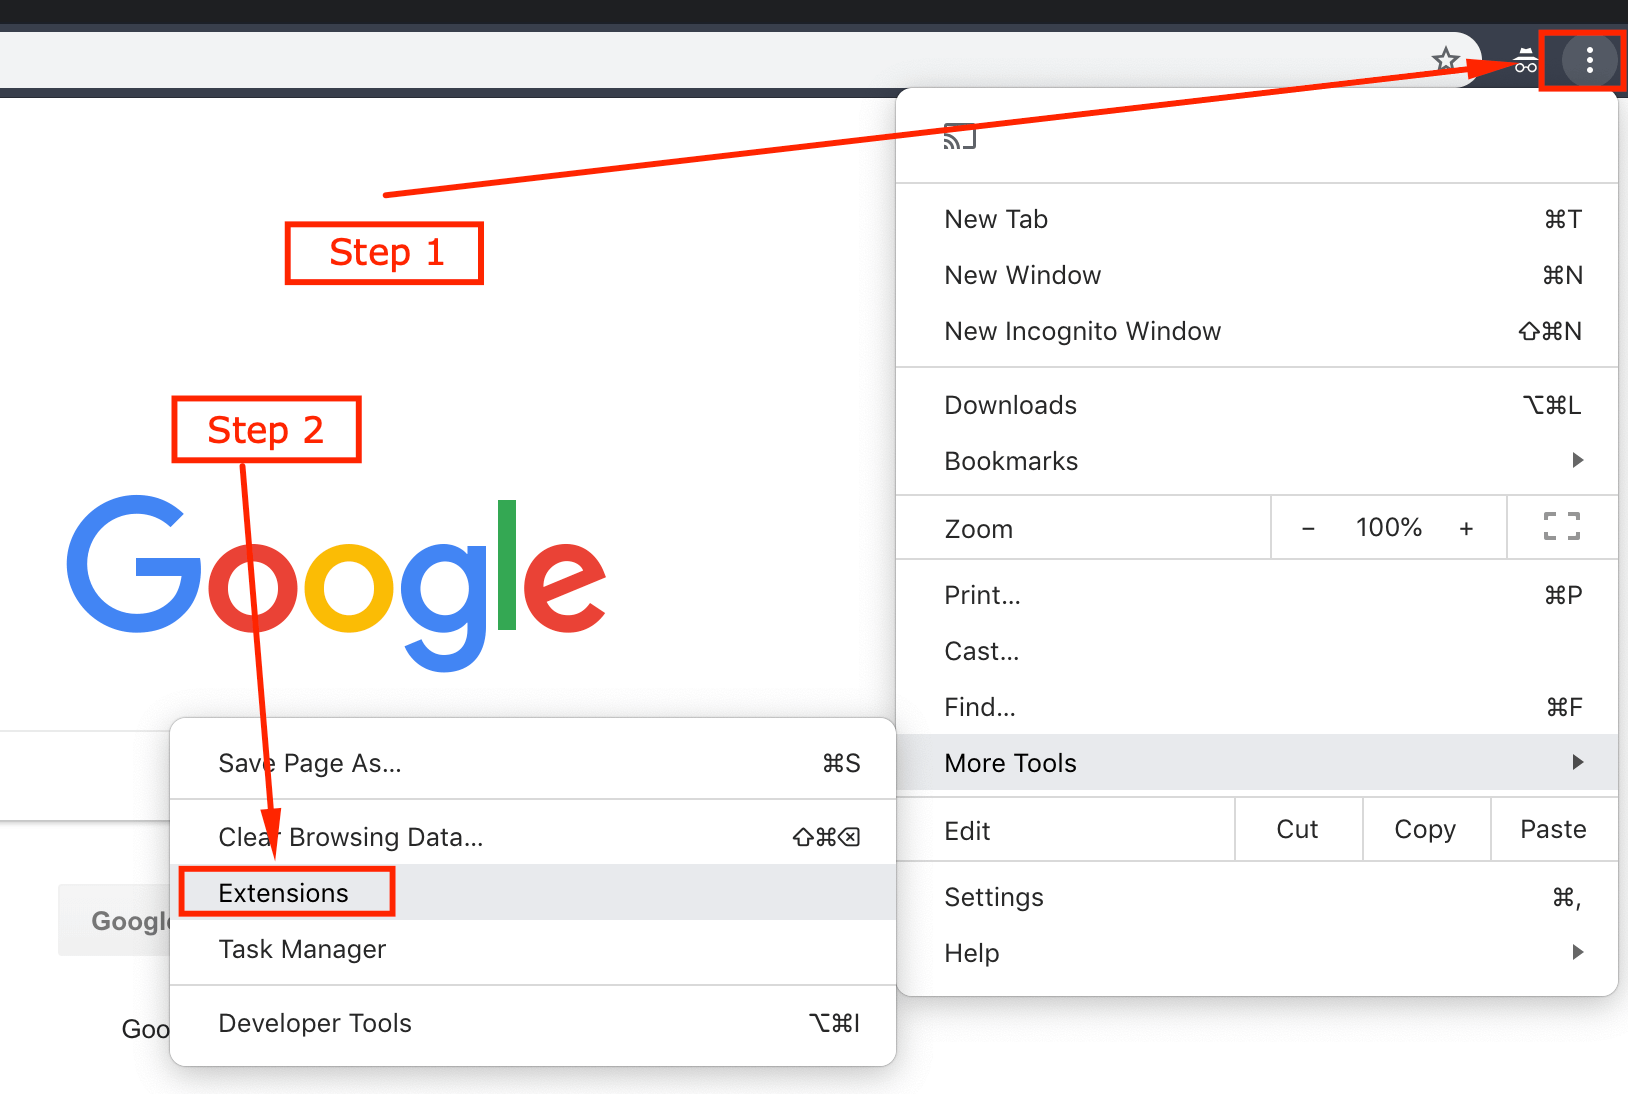 New Tab ⌘T
New Window ⌘N
New Incognito Window ⇧⌘N
Downloads ⌥⌘L
Bookmarks
Zoom − 100% +
Print... ⌘P
Cast...
Find... ⌘F
More Tools
Edit Cut Copy Paste
Settings ⌘,
Help
Step 1
Step 2
Google
Save Page As... ⌘S
Clear Browsing Data... ⇧⌘⌫
Extensions
Task Manager
Developer Tools ⌥⌘I
Google
Goo